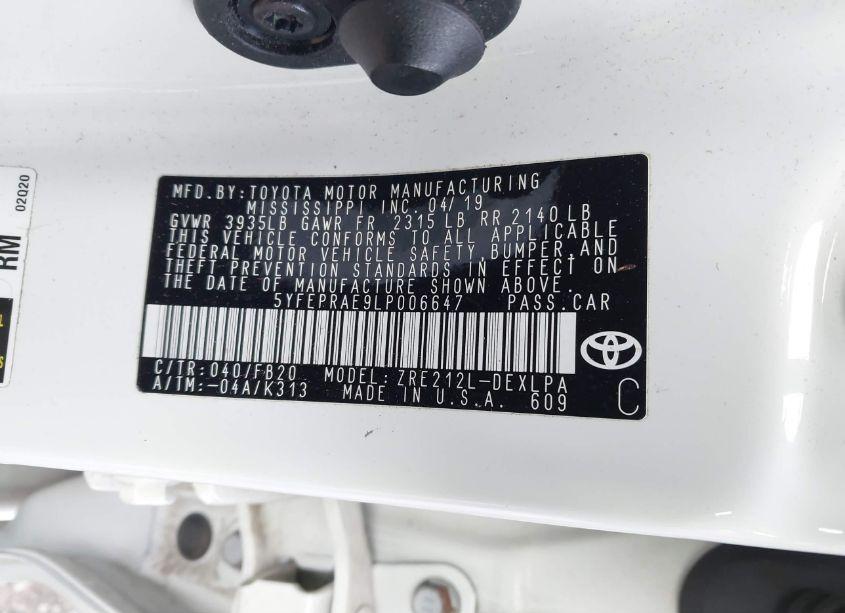 MFD.BY:TOYOTA MOTOR MANUFACTURING
MISSISSIPPI INC. 04/19
GVWR 3935LB GAWR FR 2315 LB RR 2140 LB
THIS VEHICLE CONFORMS TO ALL APPLICABLE
FEDERAL MOTOR VEHICLE SAFETY,BUMPER,AND
THEFT PREVENTION STANDARDS IN EFFECT ON
THE DATE OF MANUFACTURE SHOWN ABOVE.
5YFEPRAE9LP006647 PASS.CAR
C/TR:040/FB20 MODEL:ZRE212L-DEXLPA
A/TM:-04A/K313 MADE IN U.S.A. 609
C
02Q20
RM